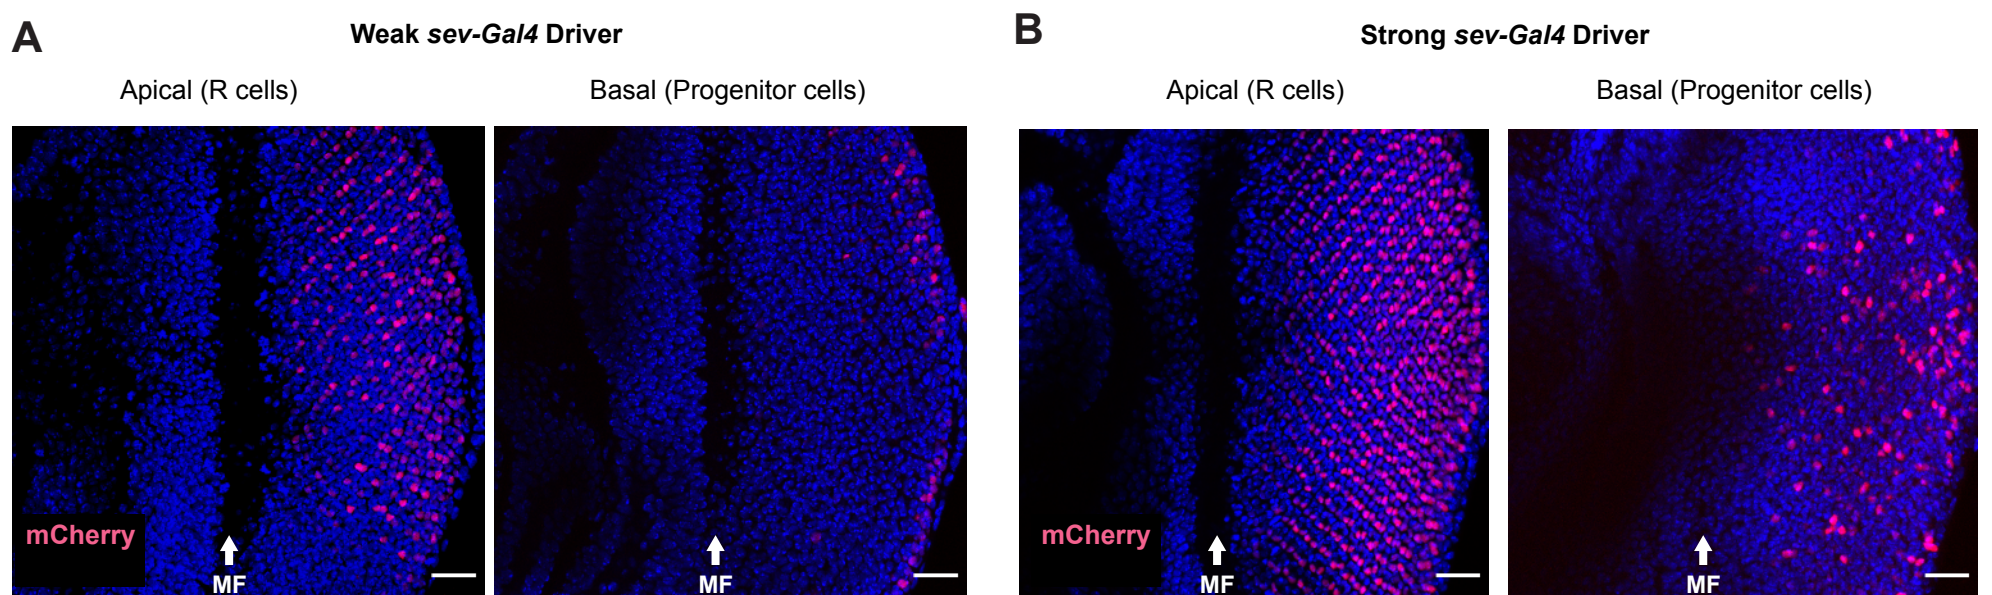 A
Weak sev-Gal4 Driver
Apical (R cells)
Basal (Progenitor cells)
mCherry
MF
MF
B
Strong sev-Gal4 Driver
Apical (R cells)
Basal (Progenitor cells)
mCherry
MF
MF